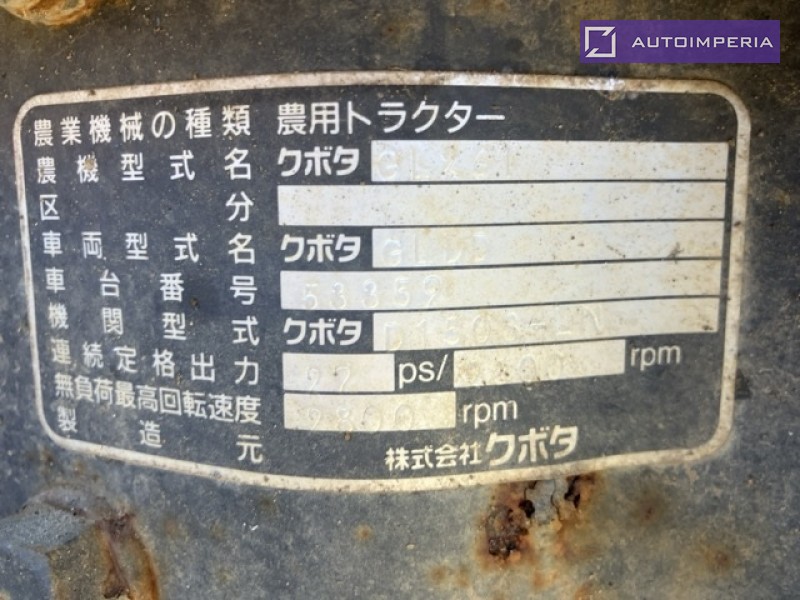 AUTOIMPERIA
農業機械の種類 農用トラクター
農機型式名 クボタ
区分
車両型式名 クボタ
車台番号 53359
機関型式 クボタ
連続定格出力 ps/ rpm
無負荷最高回転速度 rpm
製造元 株式会社クボタ